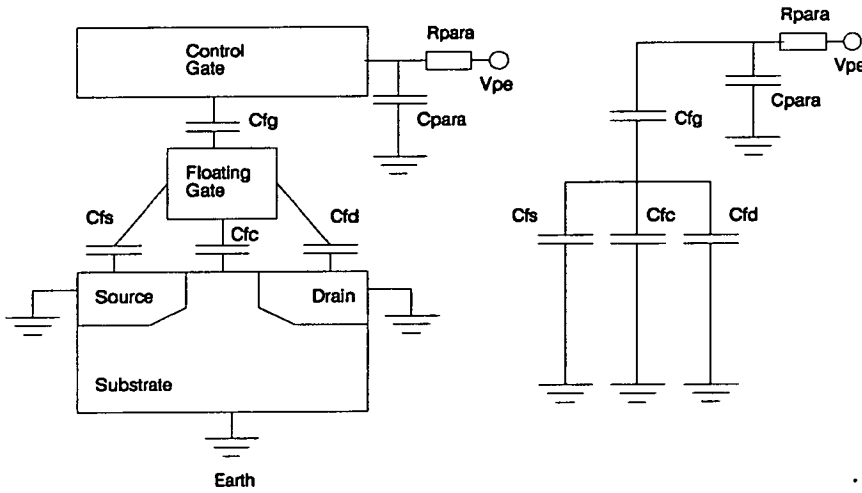 Control
Gate
Rpara
Vpe
Cpara
Cfg
Floating
Gate
Cfs
Cfc
Cfd
Source
Drain
Substrate
Earth
Rpara
Vpe
Cpara
Cfg
Cfs
Cfc
Cfd